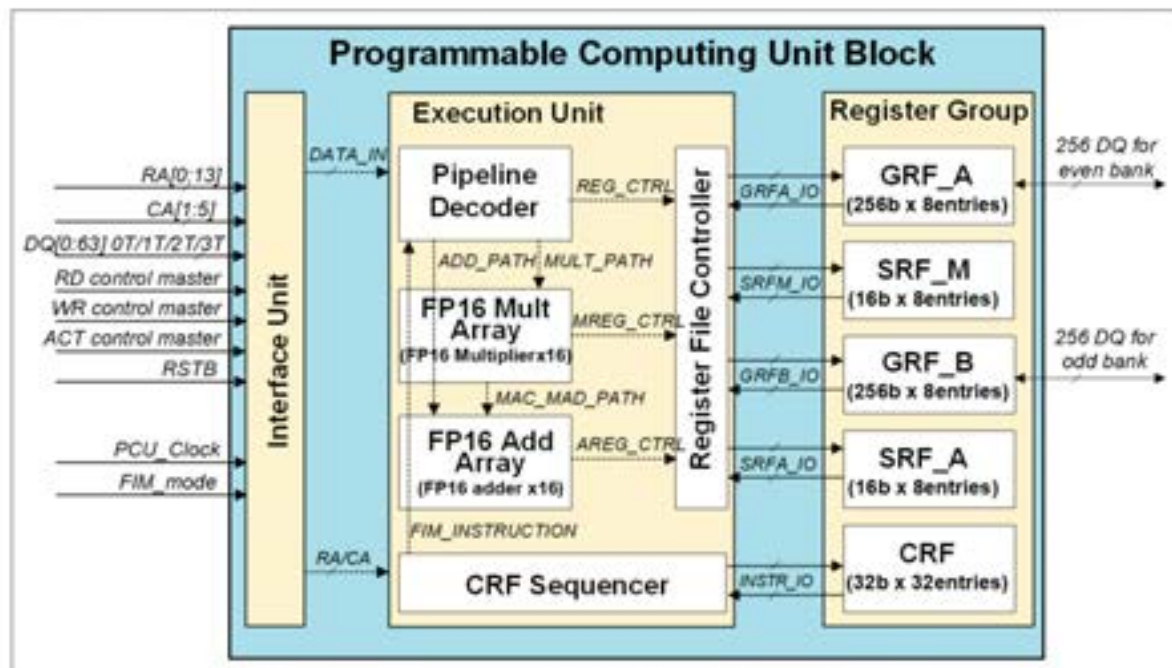 Programmable Computing Unit Block
RA[0;13]
CA[1:5]
DQ[0:63] 0T/1T/2T/3T
RD control master
WR control master
ACT control master
RSTB
PCU_Clock
FIM_mode
Interface Unit
DATA_IN
RA/CA
Execution Unit
Pipeline
Decoder
REG_CTRL
ADD_PATH
MULT_PATH
FP16 Mult
Array
(FP16 Multiplierx16)
MREG_CTRL
MAC_MAD_PATH
FP16 Add
Array
(FP16 adder x16)
AREG_CTRL
FIM_INSTRUCTION
CRF Sequencer
Register File Controller
GRFA_IO
SRFM_IO
GRFB_IO
SRFA_IO
INSTR_IO
Register Group
GRF_A
(256b x 8entries)
SRF_M
(16b x 8entries)
GRF_B
(256b x 8entries)
SRF_A
(16b x 8entries)
CRF
(32b x 32entries)
256 DQ for
even bank
256 DQ for
odd bank